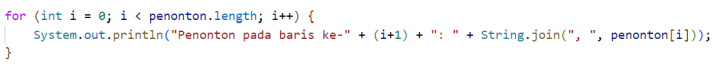 for (int i = 0; i < penonton.length; i++) {
    System.out.println("Penonton pada baris ke-" + (i+1) + ": " + String.join(", ", penonton[i]));
}